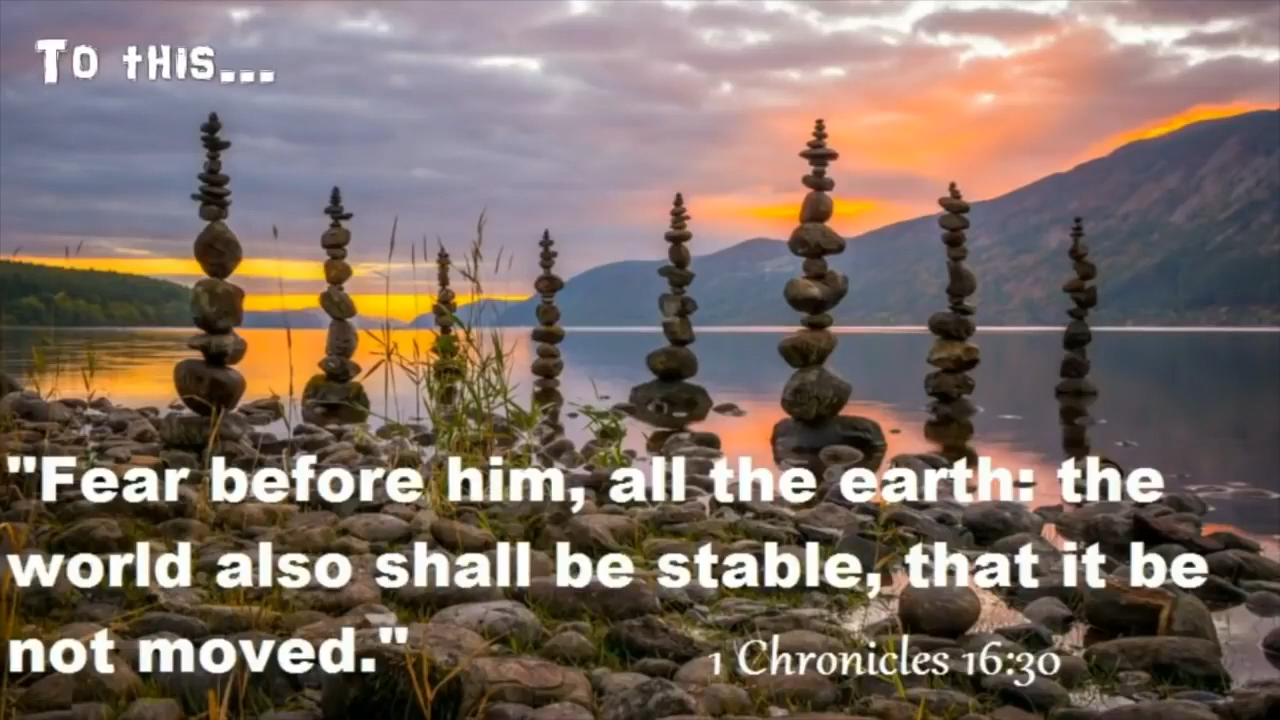 To this...
"Fear before him, all the earth: the
world also shall be stable, that it be
not moved."
1 Chronicles 16:30